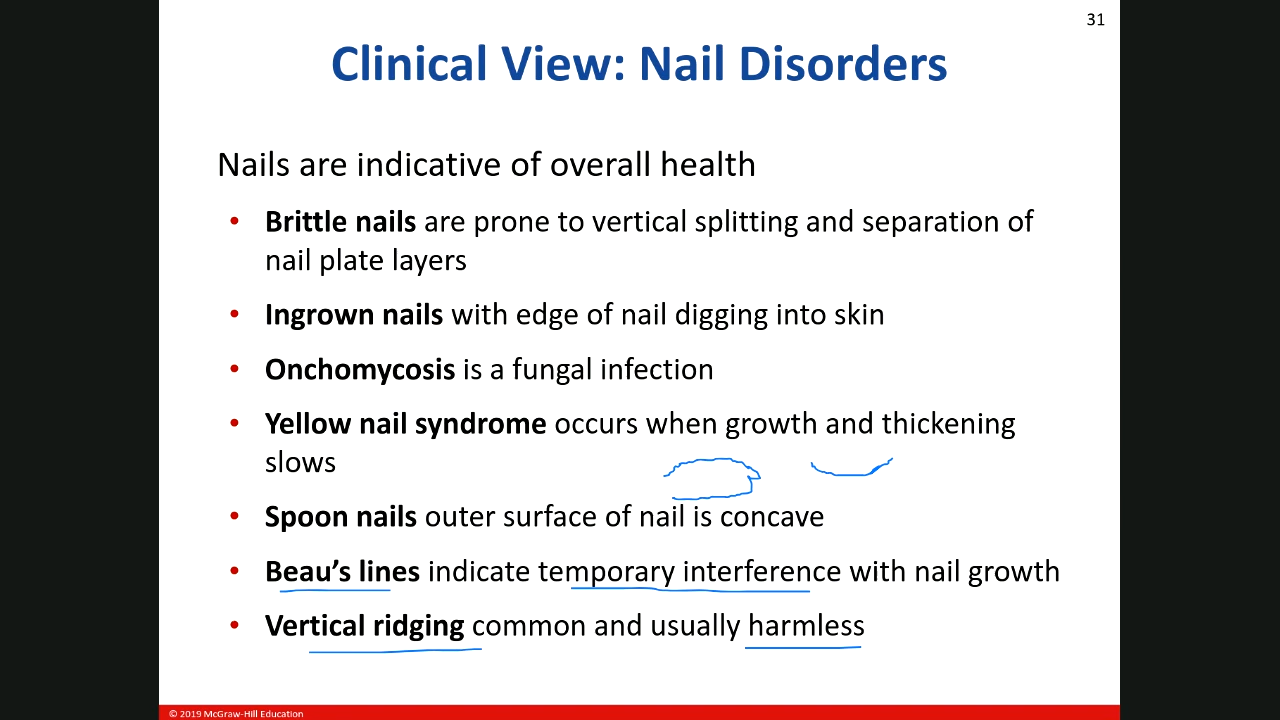 31
Clinical View: Nail Disorders
Nails are indicative of overall health
• Brittle nails are prone to vertical splitting and separation of
nail plate layers
• Ingrown nails with edge of nail digging into skin
• Onchomycosis is a fungal infection
• Yellow nail syndrome occurs when growth and thickening
slows
• Spoon nails outer surface of nail is concave
• Beau’s lines indicate temporary interference with nail growth
• Vertical ridging common and usually harmless
© 2019 McGraw-Hill Education